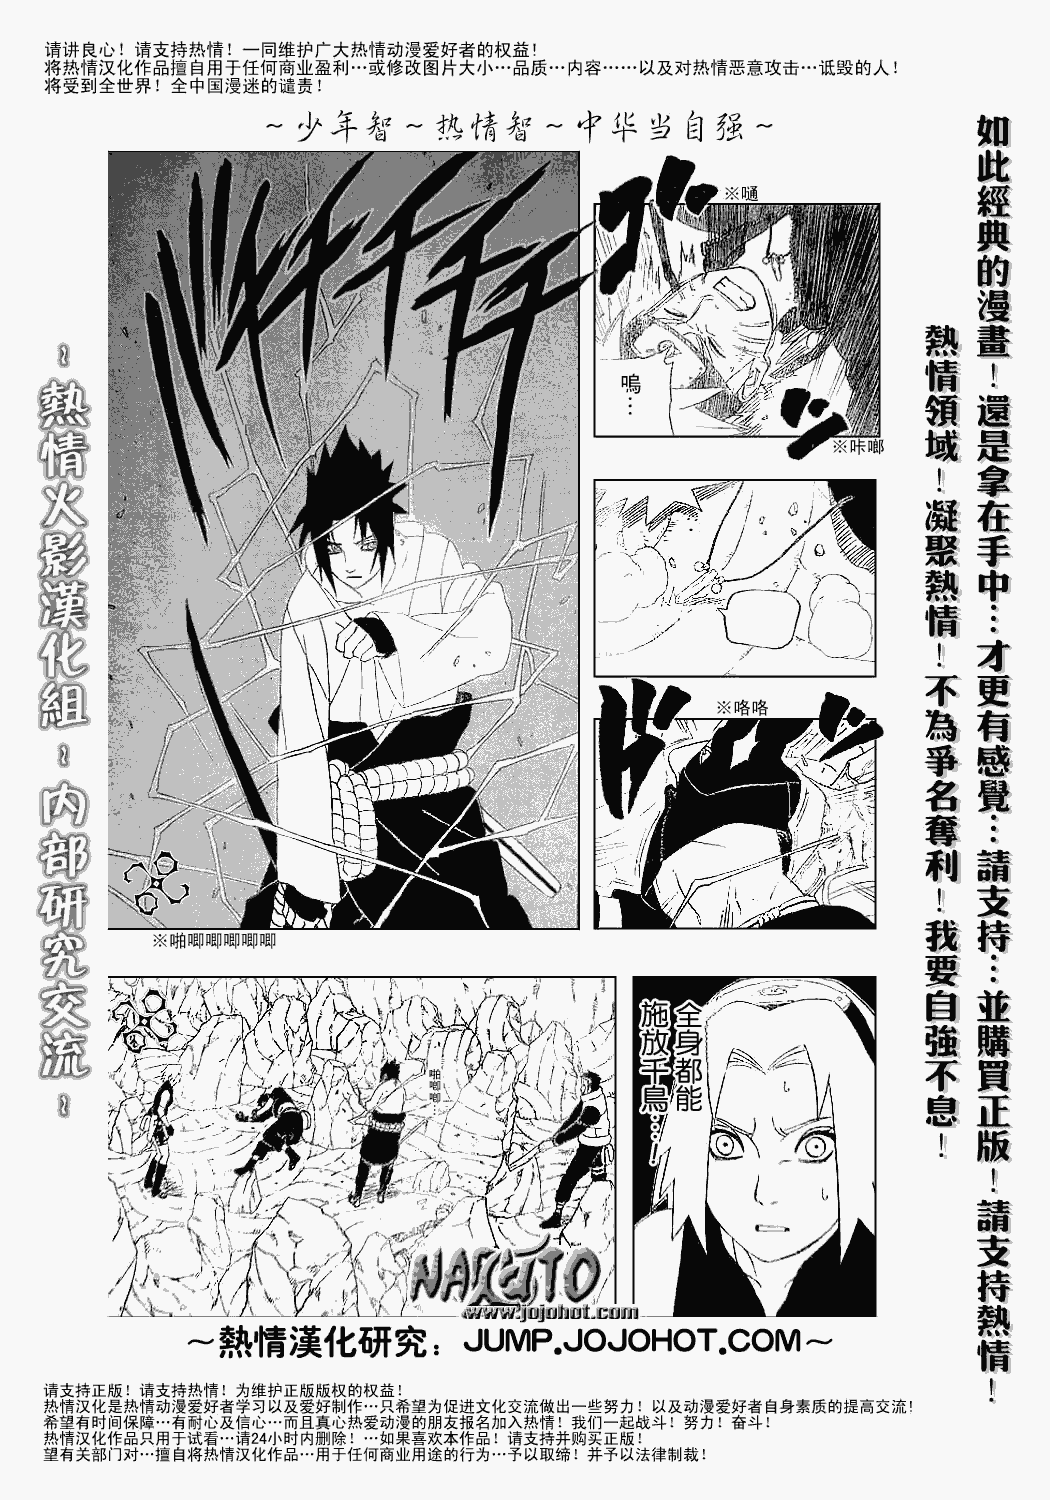 请讲良心！请支持热情！一同维护广大热情动漫爱好者的权益！
将热情汉化作品擅自用于任何商业盈利…或修改图片大小…品质…内容……以及对热情恶意攻击…诋毁的人！
将受到全世界！全中国漫迷的谴责！
～少年智～热情智～中华当自强～
如此經典的漫畫！還是拿在手中…才更有感覺…請支持…並購買正版！請支持熱情！
熱情領域！凝聚熱情！不為爭名奪利！我要自強不息！
～熱情火影漢化組～内部研究交流～
※嗵
嗚…
※咔啷
※咯咯
※啪唧唧唧唧唧
全身都能
施放千鳥……！
啪唧唧…
NARUTO
www.jojohot.com
～熱情漢化研究：JUMP.JOJOHOT.COM～
请支持正版！请支持热情！为维护正版版权的权益！
热情汉化是热情动漫爱好者学习以及爱好制作…只希望为促进文化交流做出一些努力！以及动漫爱好者自身素质的提高交流！
希望有时间保障…有耐心及信心…而且真心热爱动漫的朋友报名加入热情！我们一起战斗！努力！奋斗！
热情汉化作品只用于试看…请24小时内删除！…如果喜欢本作品！请支持并购买正版！
望有关部门对…擅自将热情汉化作品…用于任何商业用途的行为…予以取缔！并予以法律制裁！